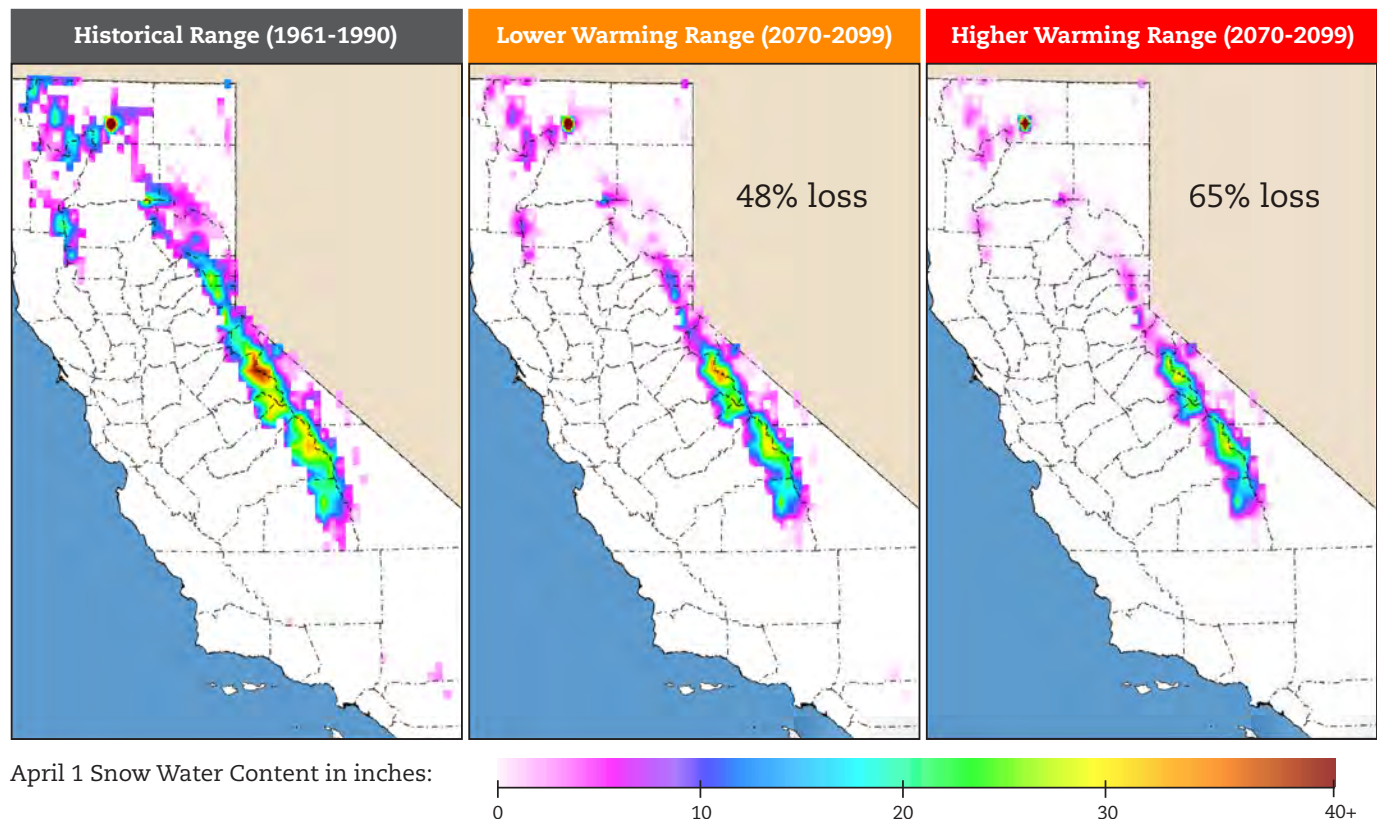 Historical Range (1961-1990)
Lower Warming Range (2070-2099)
Higher Warming Range (2070-2099)
48% loss
65% loss
April 1 Snow Water Content in inches:
0 10 20 30 40+